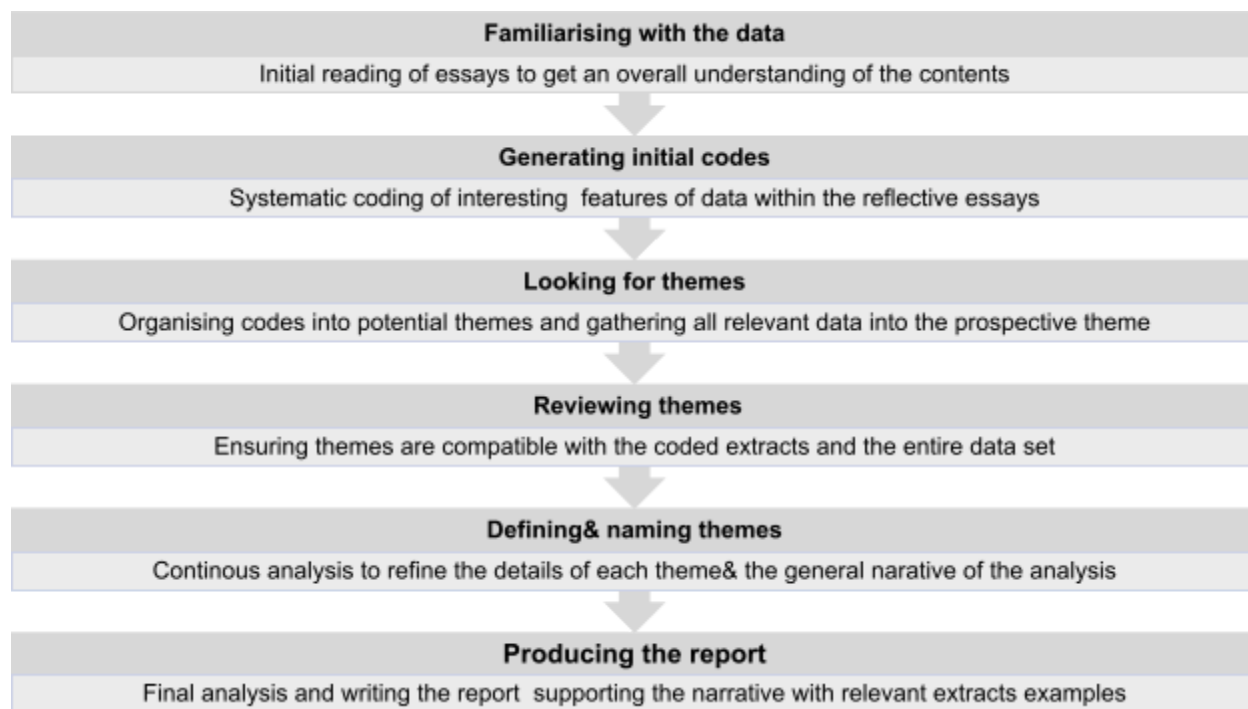 Familiarising with the data
Initial reading of essays to get an overall understanding of the contents
Generating initial codes
Systematic coding of interesting  features of data within the reflective essays
Looking for themes
Organising codes into potential themes and gathering all relevant data into the prospective theme
Reviewing themes
Ensuring themes are compatible with the coded extracts and the entire data set
Defining& naming themes
Continous analysis to refine the details of each theme& the general narative of the analysis
Producing the report
Final analysis and writing the report  supporting the narrative with relevant extracts examples